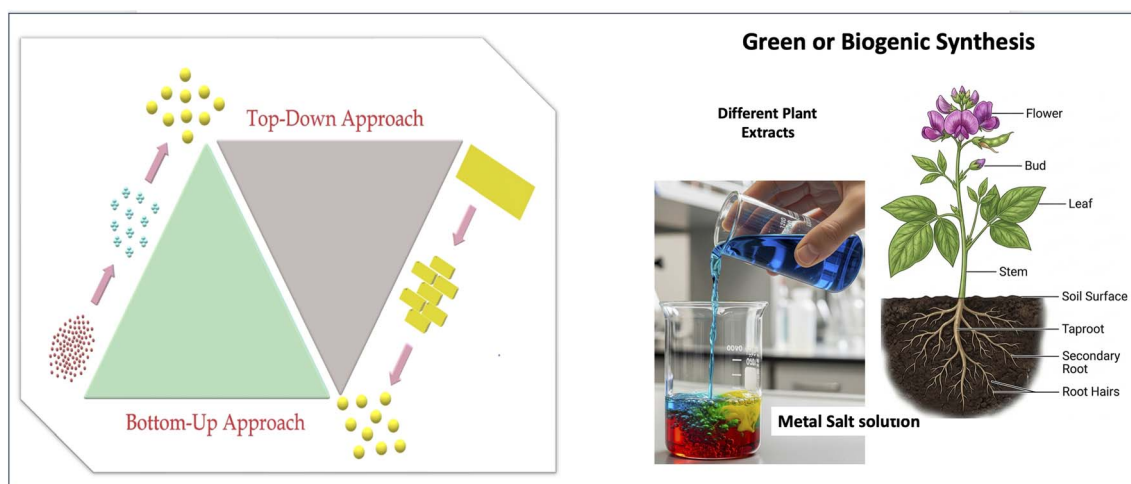 Top-Down Approach
Bottom-Up Approach
Green or Biogenic Synthesis
Different Plant
Extracts
Metal Salt solution
Flower
Bud
Leaf
Stem
Soil Surface
Taproot
Secondary
Root
Root Hairs